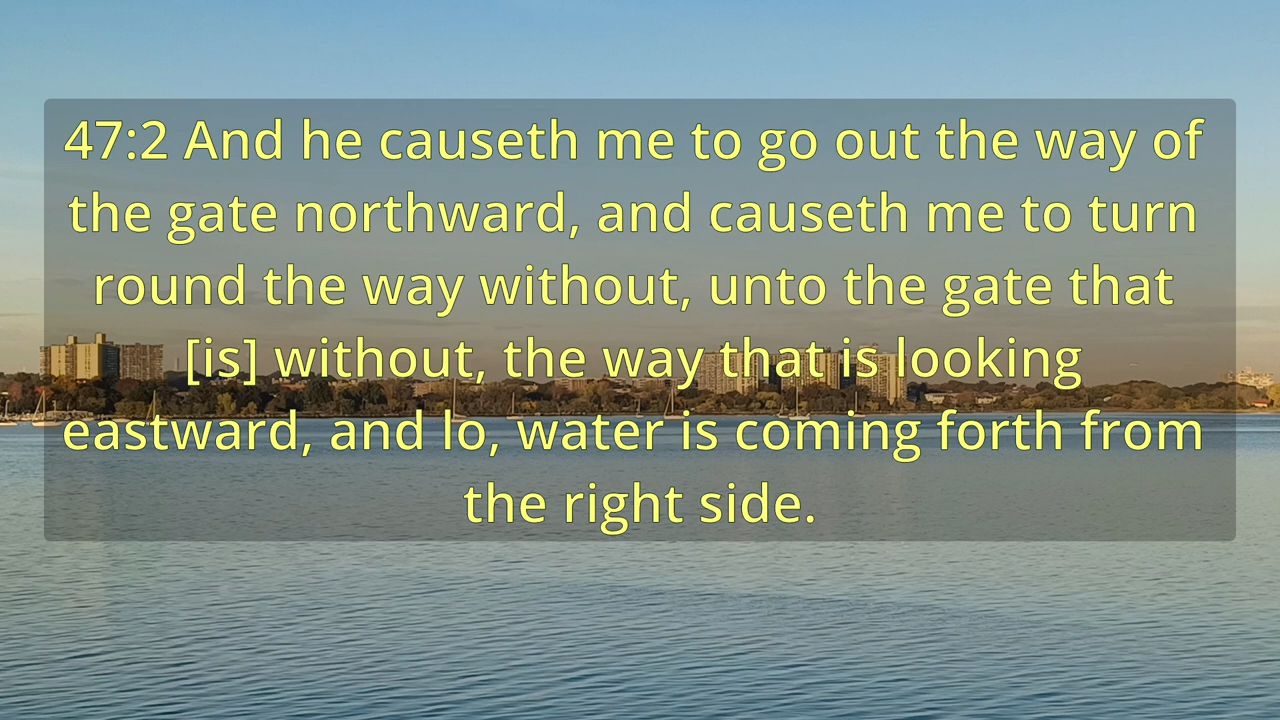 47:2 And he causeth me to go out the way of
the gate northward, and causeth me to turn
round the way without, unto the gate that
[is] without, the way that is looking
eastward, and lo, water is coming forth from
the right side.